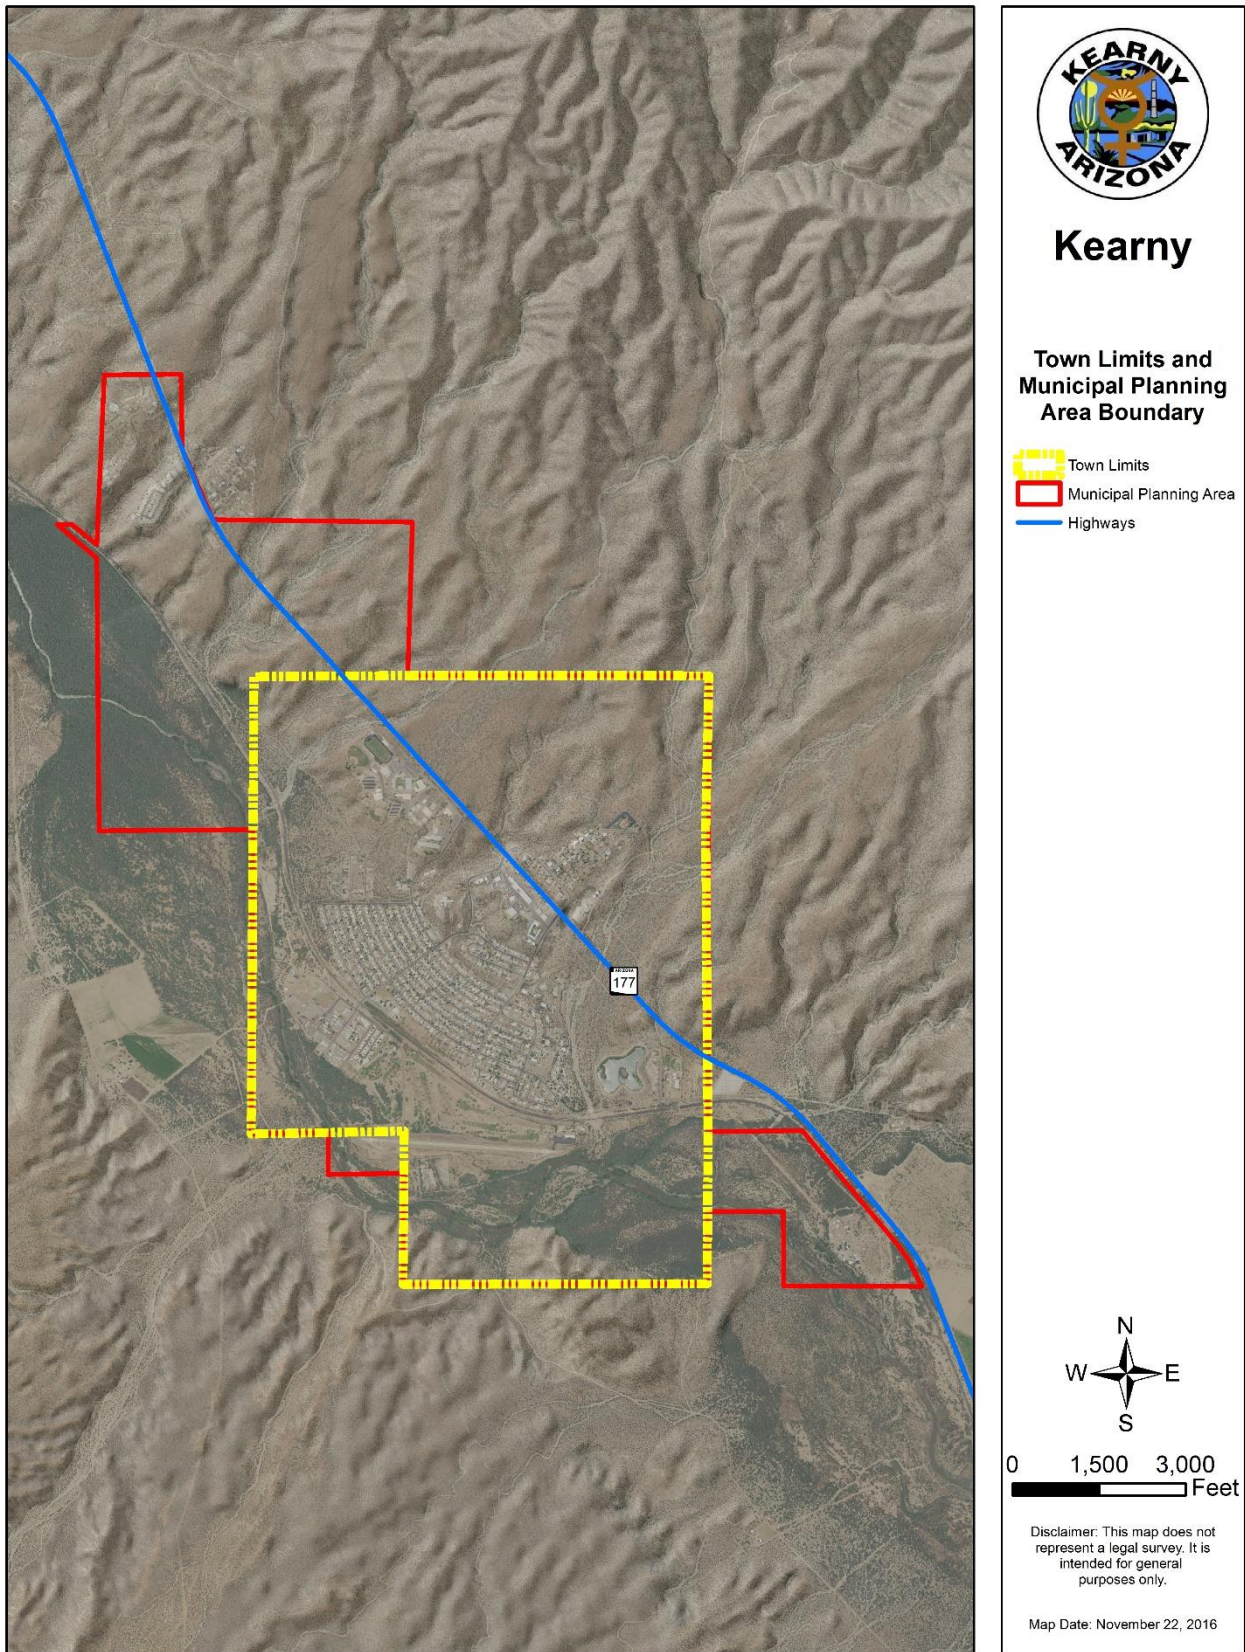 KEARNY
ARIZONA
Kearny
Town Limits and
Municipal Planning
Area Boundary
Town Limits
Municipal Planning Area
Highways
ARIZONA
177
N
W E
S
0 1,500 3,000
Feet
Disclaimer: This map does not
represent a legal survey. It is
intended for general
purposes only.
Map Date: November 22, 2016